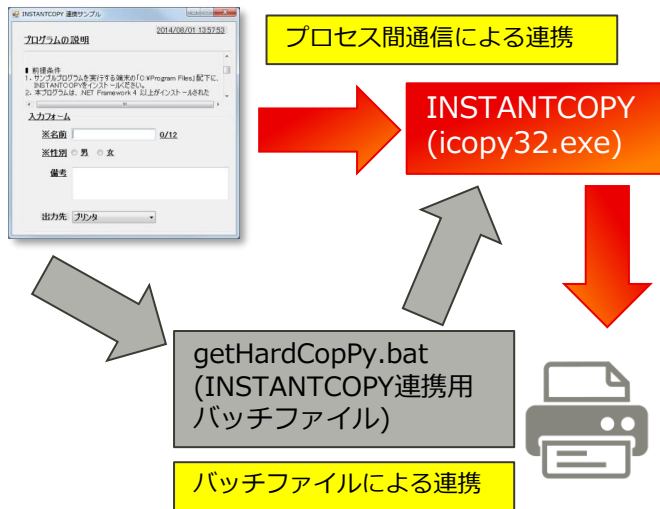 INSTANTCOPY 連携サンプル
2014/08/01 13:57:53
プログラムの説明
■ 前提条件
1. サンプルプログラムを実行する端末の「C:¥Program Files」配下に、
INSTANTCOPYをインストールください。
2. 本プログラムは、.NET Framework 4 以上がインストールされた
入力フォーム
※名前 0/12
※性別 男 女
備考
出力先 プリンタ
プロセス間通信による連携
INSTANTCOPY
(icopy32.exe)
getHardCopPy.bat
(INSTANTCOPY連携用
バッチファイル)
バッチファイルによる連携